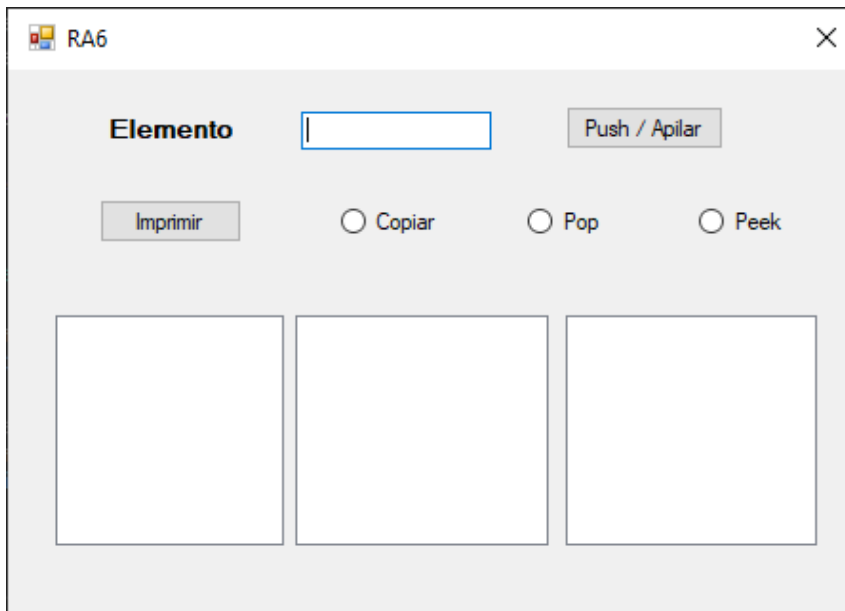 RA6
Elemento
Push / Apilar
Imprimir
Copiar
Pop
Peek